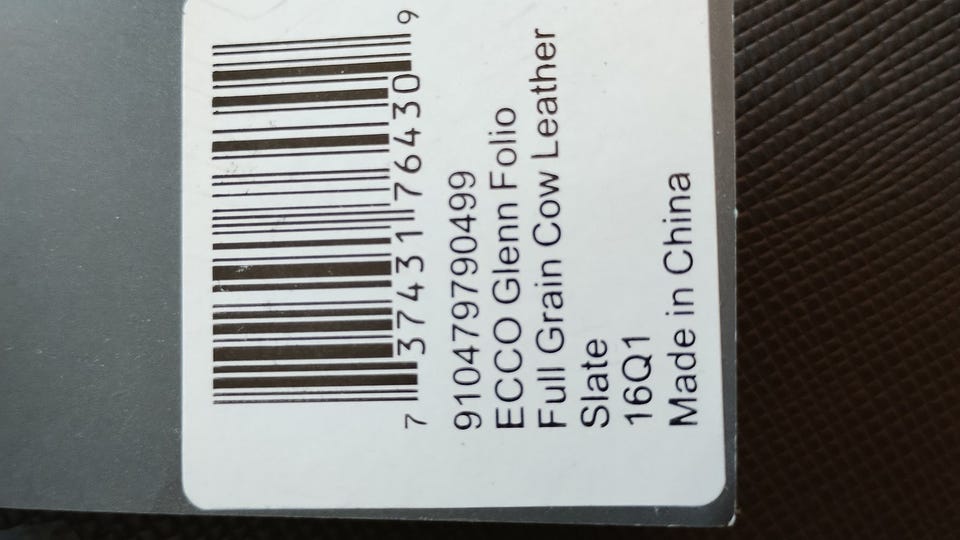 7 37431 76430 9
910479790499
ECCO Glenn Folio
Full Grain Cow Leather
Slate
16Q1
Made in China